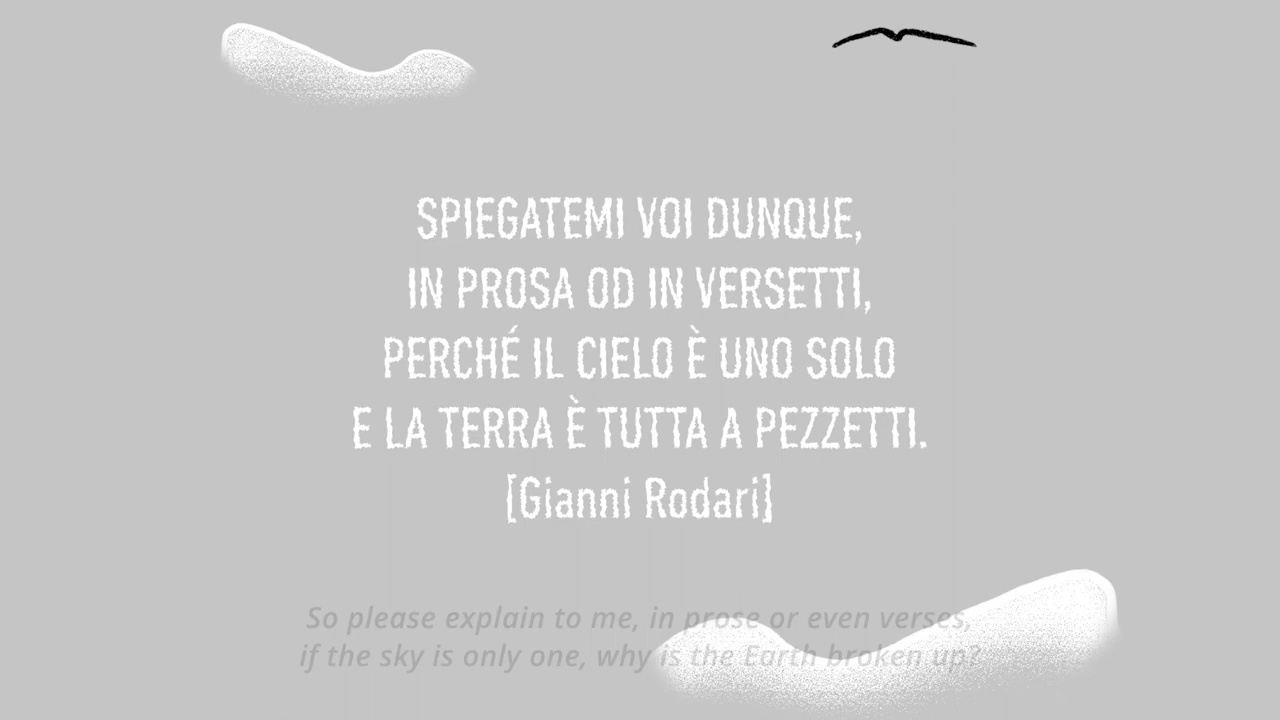 SPIEGATEMI VOI DUNQUE,
IN PROSA OD IN VERSETTI,
PERCHÉ IL CIELO È UNO SOLO
E LA TERRA È TUTTA A PEZZETTI.
[Gianni Rodari]
So please explain to me, in prose or even verses,
if the sky is only one, why is the Earth broken up?